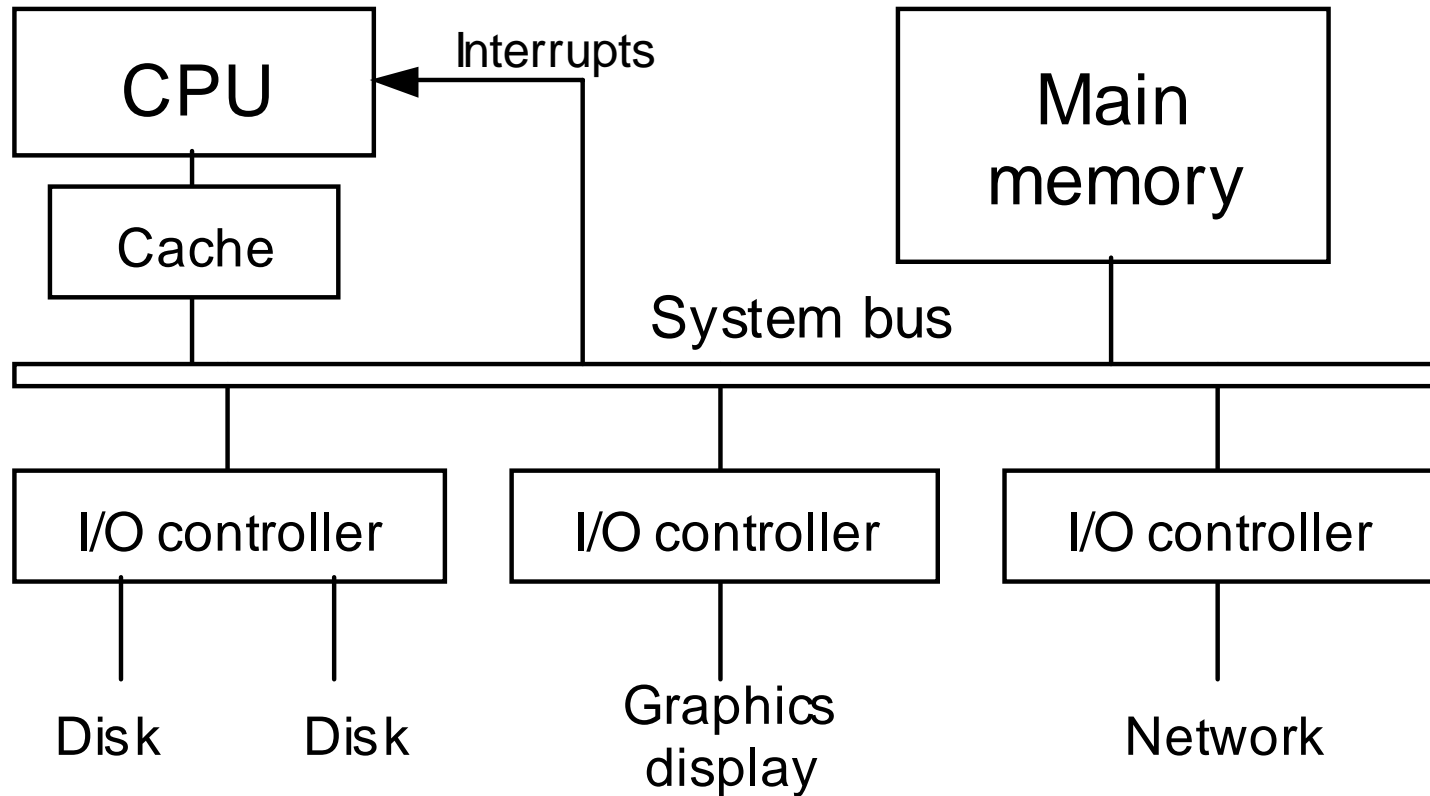 CPU
Interrupts
Main
memory
Cache
System bus
I/O controller
I/O controller
I/O controller
Disk
Disk
Graphics
display
Network